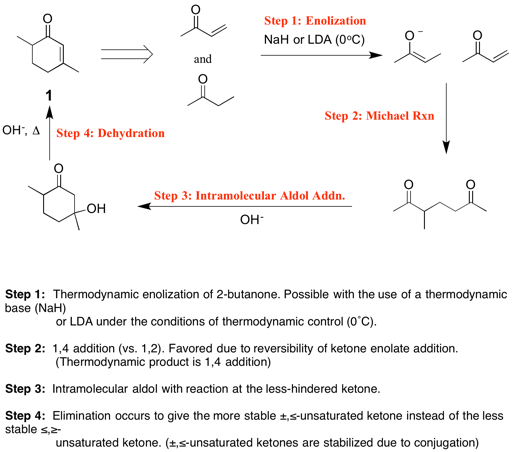 O
O
Step 1: Enolization
NaH or LDA (0°C)
O⁻
O
and
O
1
Step 2: Michael Rxn
OH⁻, Δ
Step 4: Dehydration
O
OH
Step 3: Intramolecular Aldol Addn.
OH⁻
O
O
Step 1: Thermodynamic enolization of 2-butanone. Possible with the use of a thermodynamic
base (NaH)
or LDA under the conditions of thermodynamic control (0°C).
Step 2: 1,4 addition (vs. 1,2). Favored due to reversibility of ketone enolate addition.
(Thermodynamic product is 1,4 addition)
Step 3: Intramolecular aldol with reaction at the less-hindered ketone.
Step 4: Elimination occurs to give the more stable ±,≤-unsaturated ketone instead of the less
stable ≤,≥-
unsaturated ketone. (±,≤-unsaturated ketones are stabilized due to conjugation)